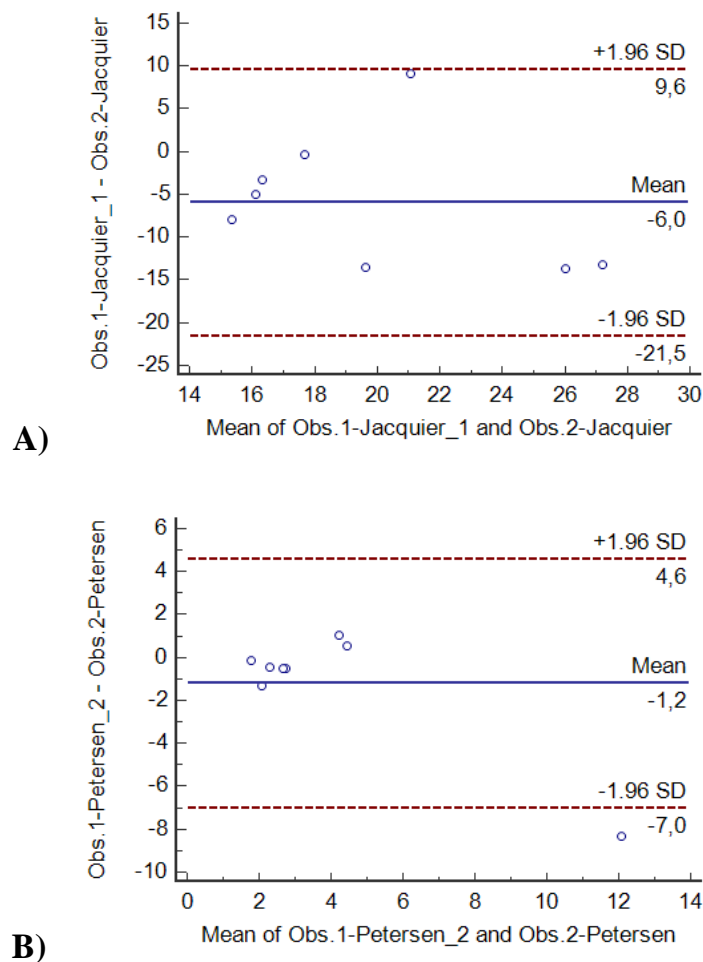 15
10
5
0
-5
-10
-15
-20
-25
Obs.1-Jacquier_1 - Obs.2-Jacquier
+1.96 SD
9,6
Mean
-6,0
-1.96 SD
-21,5
14 16 18 20 22 24 26 28 30
Mean of Obs.1-Jacquier_1 and Obs.2-Jacquier
A)
6
4
2
0
-2
-4
-6
-8
-10
Obs.1-Petersen_2 - Obs.2-Petersen
+1.96 SD
4,6
Mean
-1,2
-1.96 SD
-7,0
0 2 4 6 8 10 12 14
Mean of Obs.1-Petersen_2 and Obs.2-Petersen
B)